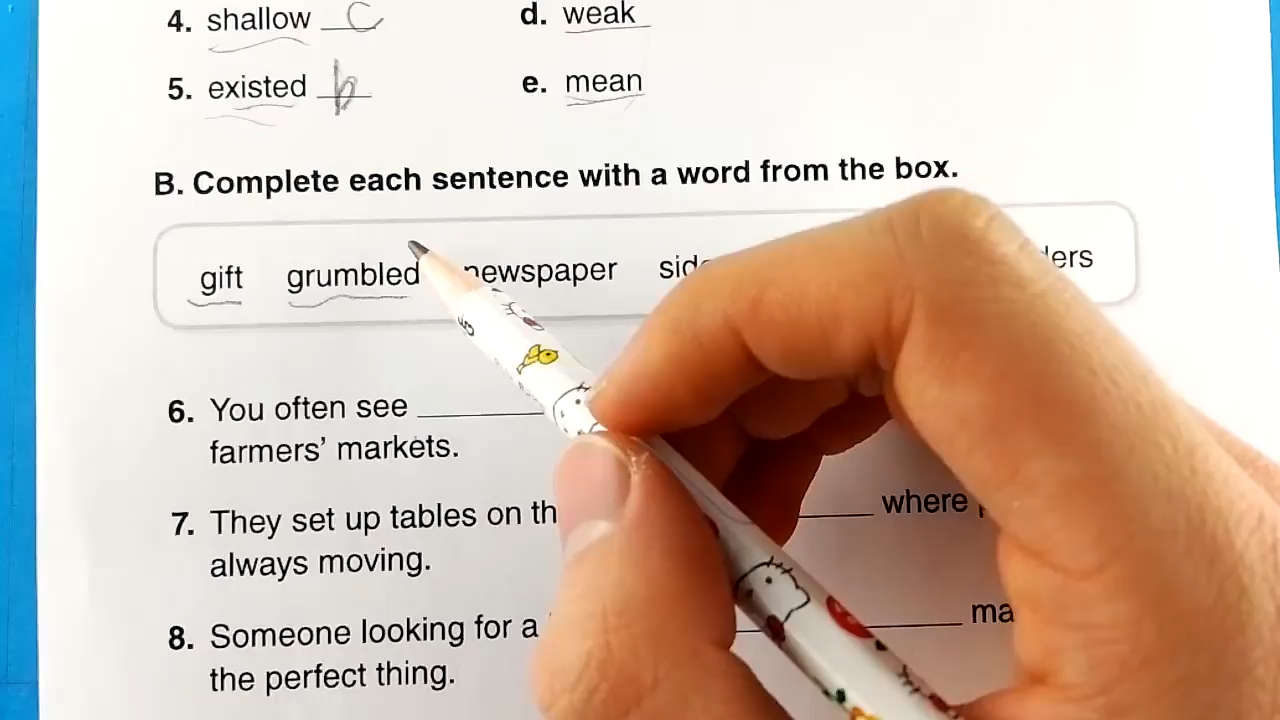 4. shallow c
d. weak
5. existed b
e. mean
B. Complete each sentence with a word from the box.
gift grumbled newspaper
6. You often see
farmers' markets.
7. They set up tables on
where
always moving.
8. Someone looking for a
the perfect thing.